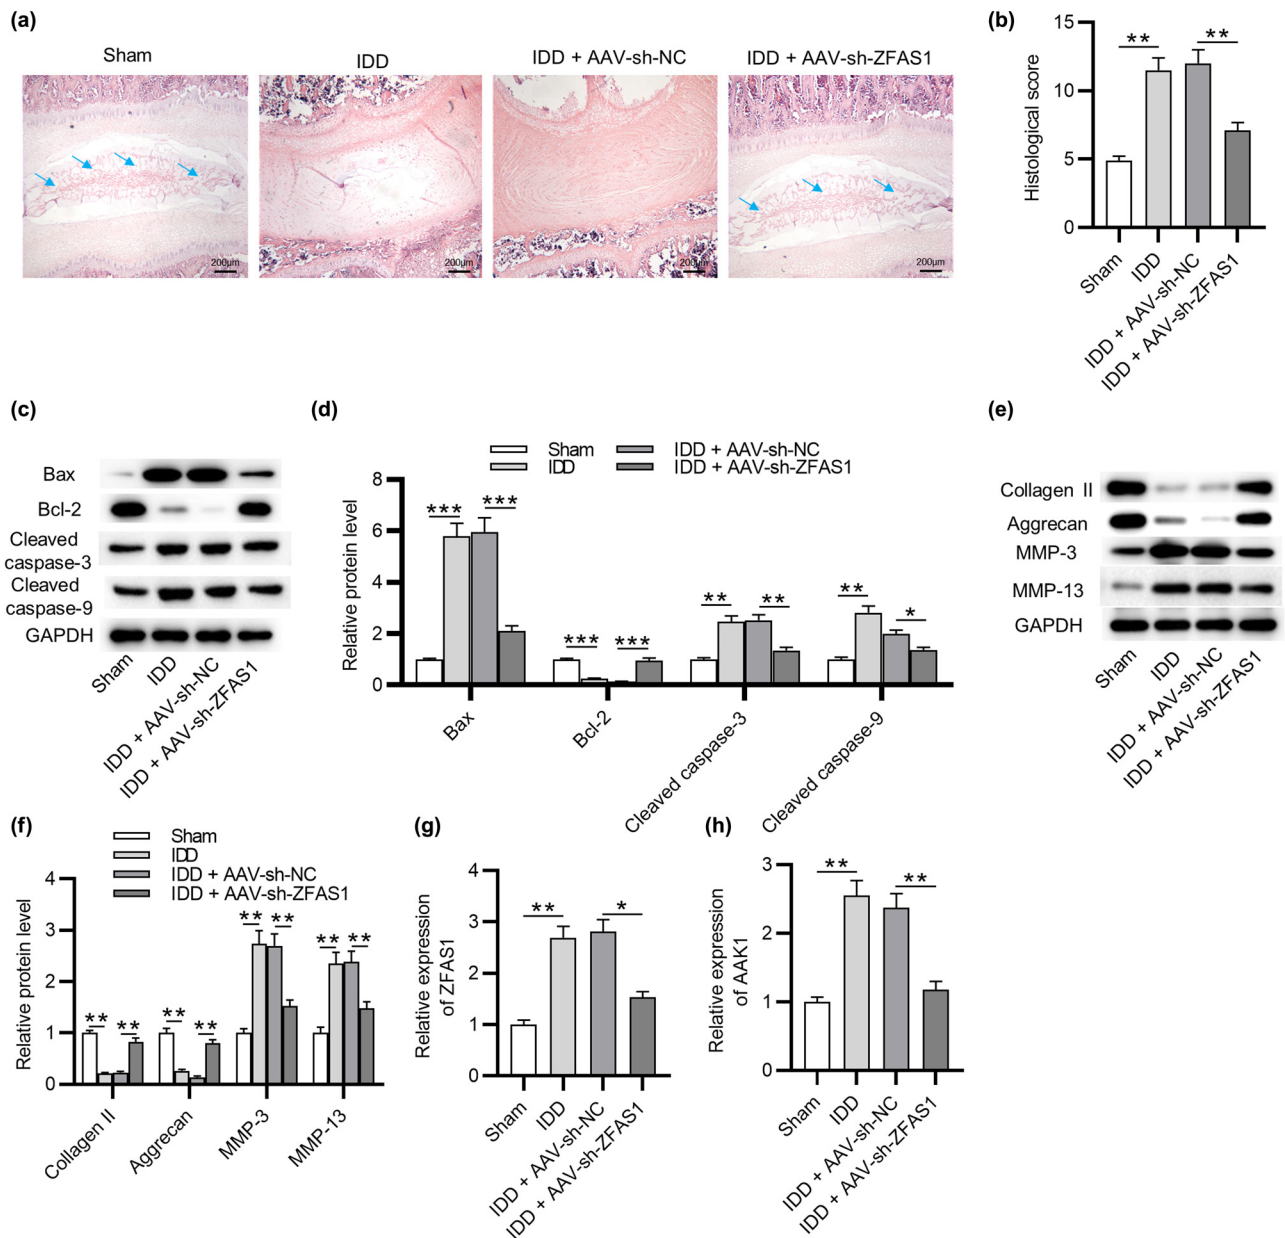 (a)
Sham
IDD
IDD + AAV-sh-NC
IDD + AAV-sh-ZFAS1
200μm
200μm
200μm
200μm
(b)
Histological score
15
10
5
0
**
**
Sham
IDD
IDD + AAV-sh-NC
IDD + AAV-sh-ZFAS1
(c)
Bax
Bcl-2
Cleaved
caspase-3
Cleaved
caspase-9
GAPDH
Sham
IDD
IDD + AAV-sh-NC
IDD + AAV-sh-ZFAS1
(d)
Sham
IDD
IDD + AAV-sh-NC
IDD + AAV-sh-ZFAS1
Relative protein level
8
6
4
2
0
***
***
***
***
**
**
**
*
Bax
Bcl-2
Cleaved caspase-3
Cleaved caspase-9
(e)
Collagen II
Aggrecan
MMP-3
MMP-13
GAPDH
Sham
IDD
IDD + AAV-sh-NC
IDD + AAV-sh-ZFAS1
(f)
Sham
IDD
IDD + AAV-sh-NC
IDD + AAV-sh-ZFAS1
Relative protein level
4
3
2
1
0
**
**
**
**
**
**
**
**
Collagen II
Aggrecan
MMP-3
MMP-13
(g)
Relative expression
of ZFAS1
4
3
2
1
0
**
*
Sham
IDD
IDD + AAV-sh-NC
IDD + AAV-sh-ZFAS1
(h)
Relative expression
of AAK1
3
2
1
0
**
**
Sham
IDD
IDD + AAV-sh-NC
IDD + AAV-sh-ZFAS1